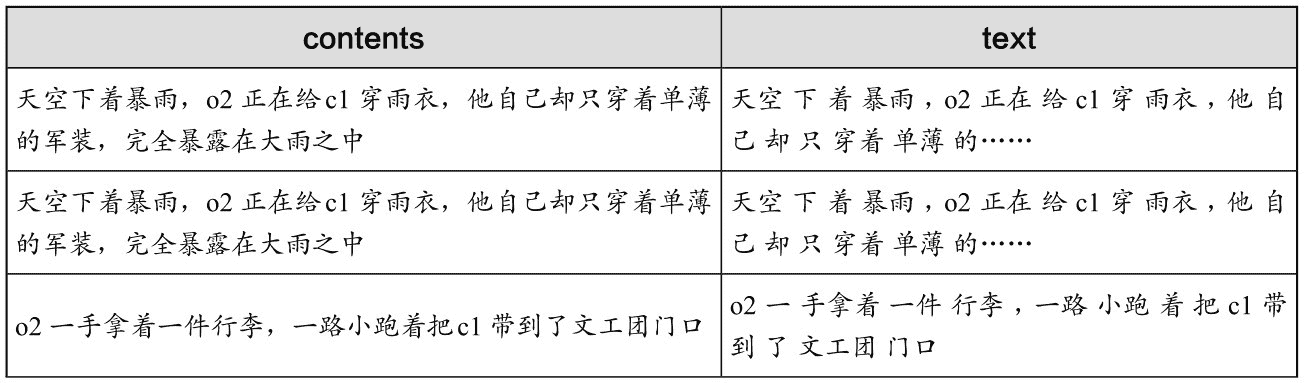 contents
text
天空下着暴雨，o2 正在给c1 穿雨衣，他自己却只穿着单薄
的军装，完全暴露在大雨之中
天空 下 着 暴雨 ，o2 正在 给 c1 穿 雨衣 ，他 自
己 却 只 穿着 单薄 的……
天空下着暴雨，o2 正在给c1 穿雨衣，他自己却只穿着单薄
的军装，完全暴露在大雨之中
天空 下 着 暴雨 ，o2 正在 给 c1 穿 雨衣 ，他 自
己 却 只 穿着 单薄 的……
o2 一手拿着一件行李，一路小跑着把c1 带到了文工团门口
o2 一 手拿着 一件 行李 ，一路 小跑 着 把 c1 带
到 了 文工团 门口